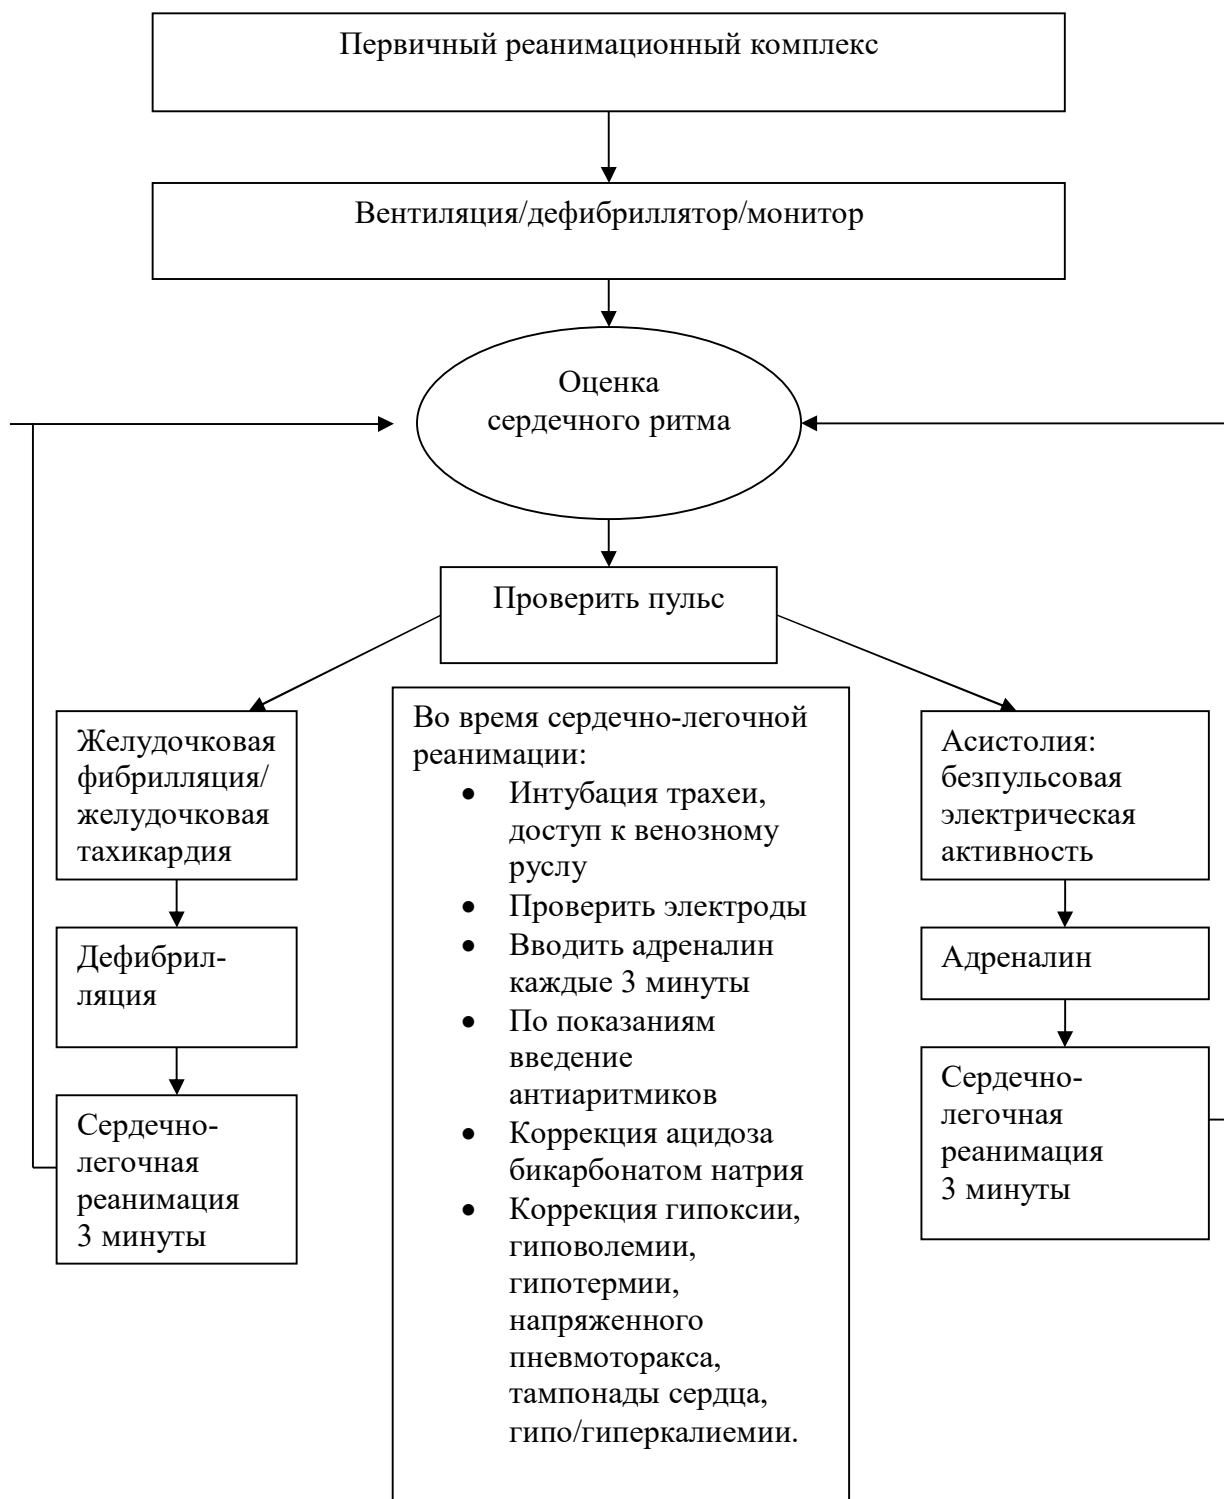 Первичный реанимационный комплекс
Вентиляция/дефибриллятор/монитор
Оценка
сердечного ритма
Проверить пульс
Желудочковая
фибрилляция/
желудочковая
тахикардия
Дефибрил-
ляция
Сердечно-
легочная
реанимация
3 минуты
Во время сердечно-легочной
реанимации:
• Интубация трахеи,
доступ к венозному
руслу
• Проверить электроды
• Вводить адреналин
каждые 3 минуты
• По показаниям
введение
антиаритмиков
• Коррекция ацидоза
бикарбонатом натрия
• Коррекция гипоксии,
гиповолемии,
гипотермии,
напряженного
пневмоторакса,
тампонады сердца,
гипо/гиперкалиемии.
Асистолия:
безпульсовая
электрическая
активность
Адреналин
Сердечно-
легочная
реанимация
3 минуты